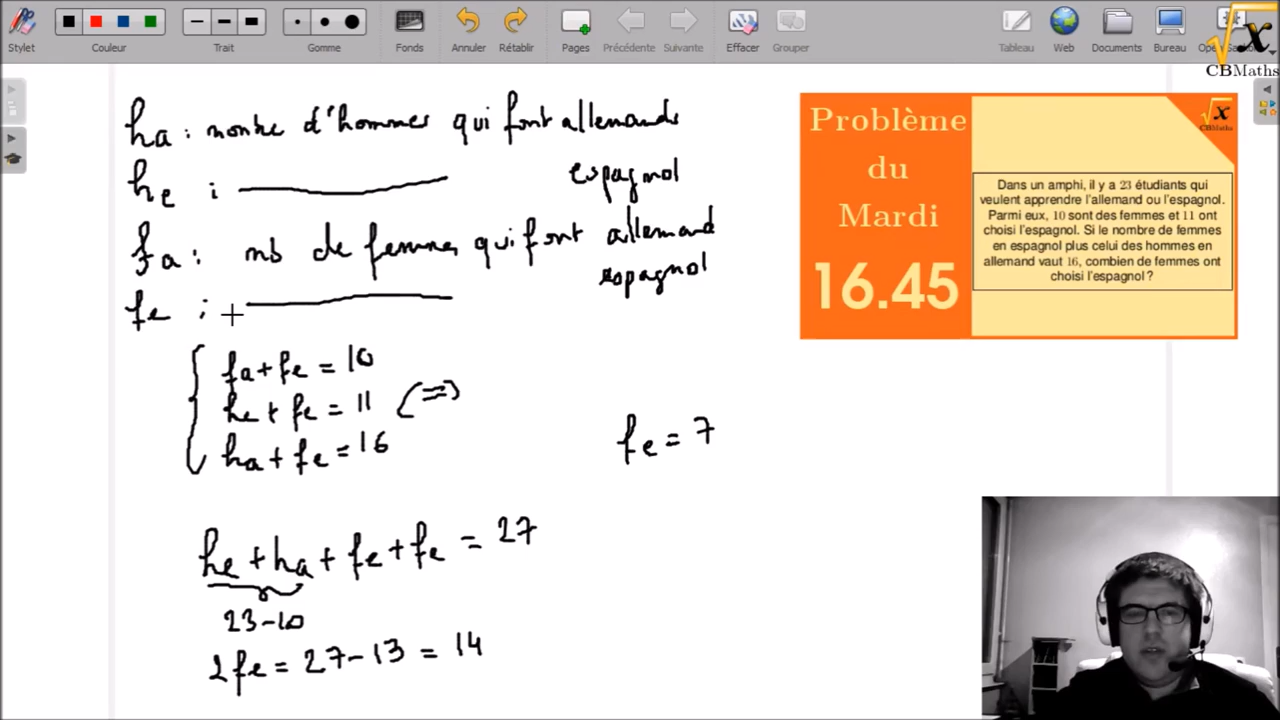 Stylet
Couleur
Trait
Gomme
Fonds
Annuler
Rétablir
Pages
Précédente
Suivante
Effacer
Grouper
Tableau
Web
Documents
Bureau
CBMaths
ha : nombre d'hommes qui font allemand
he : espagnol
fa : nb de femmes qui font allemand
fe : espagnol
fa + fe = 10
he + fe = 11 (=)
ha + fe = 16
fe = 7
he + ha + fe + fe = 27
23-10
2fe = 27-13 = 14
Problème
du
Mardi
16.45
CBMaths
Dans un amphi, il y a 23 étudiants qui
veulent apprendre l'allemand ou l'espagnol.
Parmi eux, 10 sont des femmes et 11 ont
choisi l'espagnol. Si le nombre de femmes
en espagnol plus celui des hommes en
allemand vaut 16, combien de femmes ont
choisi l'espagnol ?